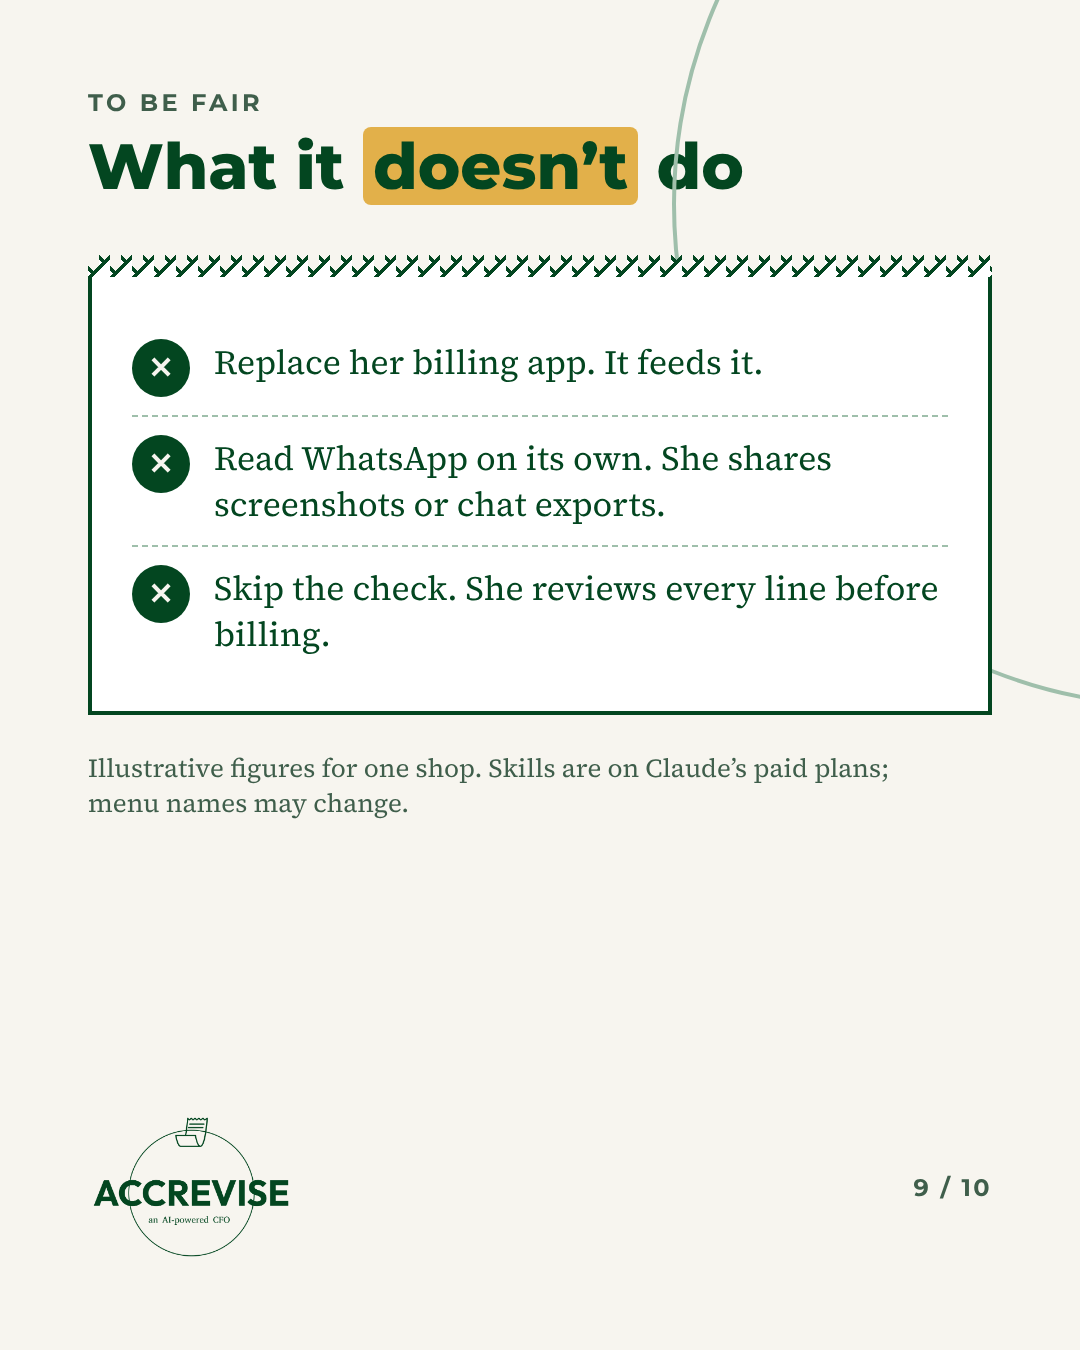 TO BE FAIR
What it doesn’t do
Replace her billing app. It feeds it.
Read WhatsApp on its own. She shares
screenshots or chat exports.
Skip the check. She reviews every line before
billing.
Illustrative figures for one shop. Skills are on Claude’s paid plans;
menu names may change.
ACCREVISE
an AI-powered CFO
9 / 10